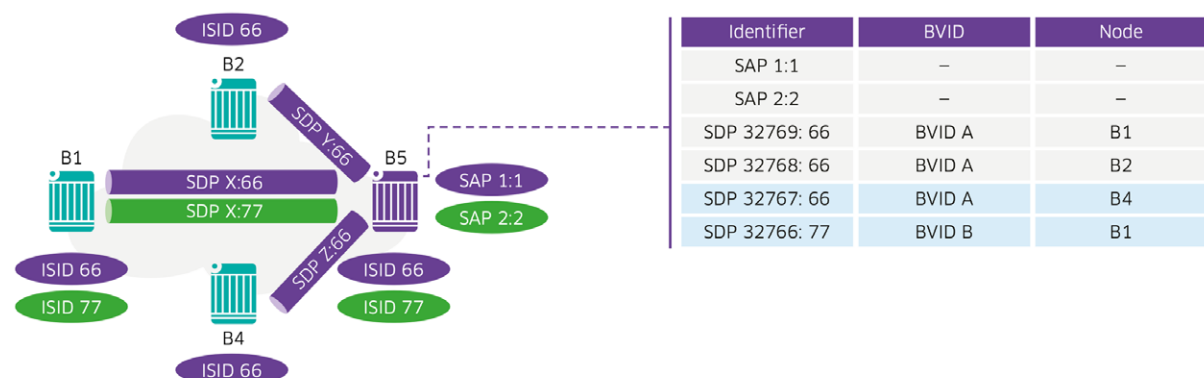 ISID 66
B2
SDP Y:66
B1
B5
SDP X:66
SDP X:77
SAP 1:1
SAP 2:2
SDP Z:66
ISID 66
ISID 77
ISID 66
ISID 77
B4
ISID 66
Identifier BVID Node
SAP 1:1 – –
SAP 2:2 – –
SDP 32769: 66 BVID A B1
SDP 32768: 66 BVID A B2
SDP 32767: 66 BVID A B4
SDP 32766: 77 BVID B B1